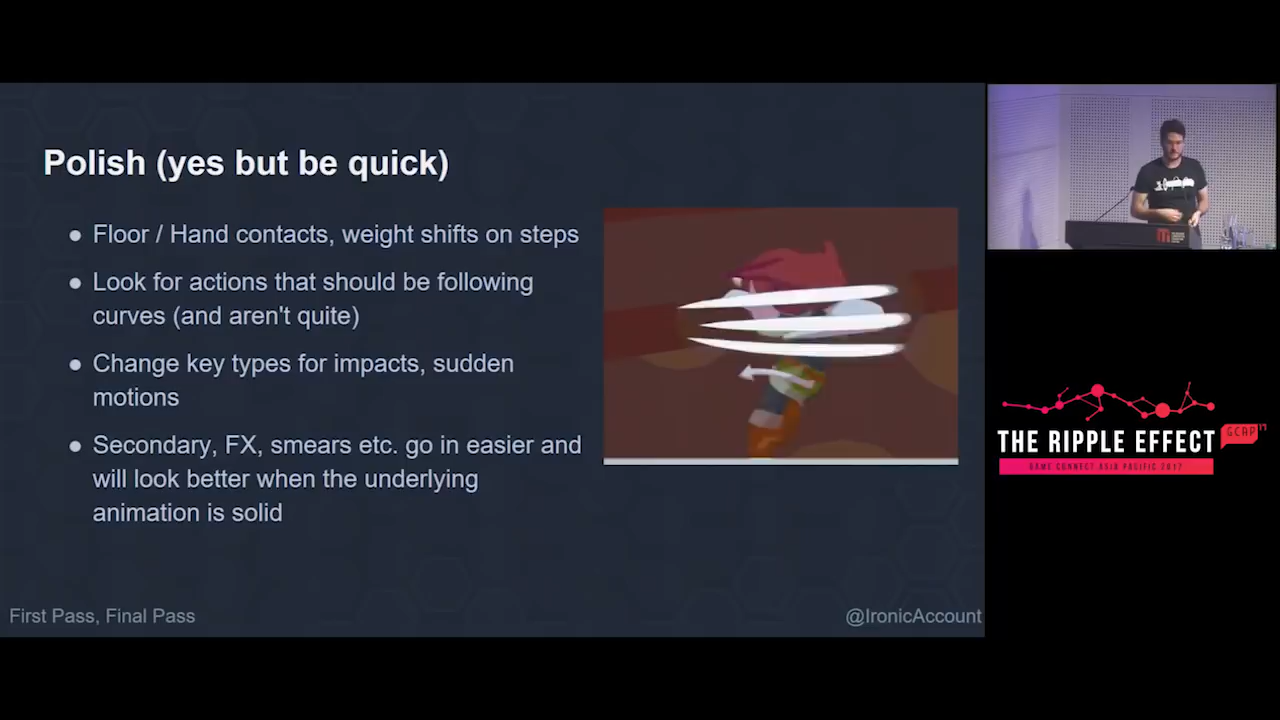 Polish (yes but be quick)
● Floor / Hand contacts, weight shifts on steps
● Look for actions that should be following
curves (and aren't quite)
● Change key types for impacts, sudden
motions
● Secondary, FX, smears etc. go in easier and
will look better when the underlying
animation is solid
First Pass, Final Pass
@IronicAccount
THE RIPPLE EFFECT
GCAP17
GAME CONNECT ASIA PACIFIC 2017